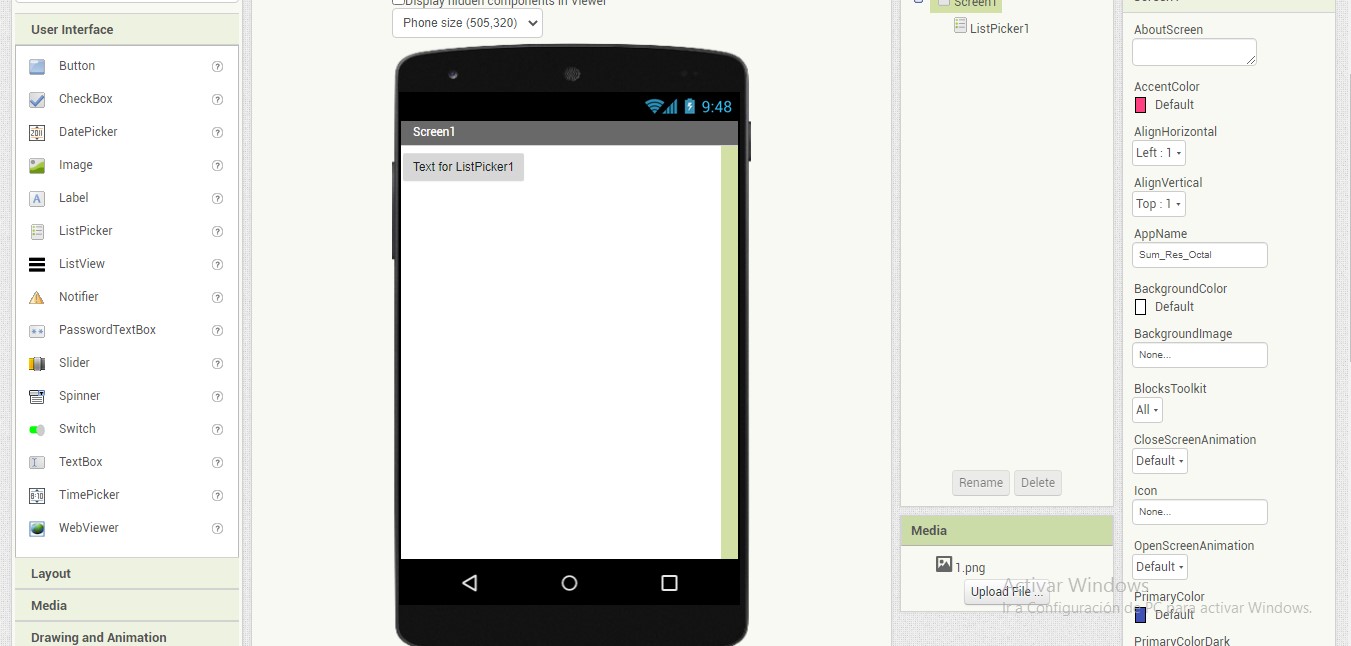 Display hidden components in Viewer
Phone size (505,320)
User Interface
Button
CheckBox
DatePicker
Image
Label
ListPicker
ListView
Notifier
PasswordTextBox
Slider
Spinner
Switch
TextBox
TimePicker
WebViewer
Layout
Media
Drawing and Animation
9:48
Screen1
Text for ListPicker1
Screen1
ListPicker1
Rename
Delete
Media
1.png
Upload File ...
Screen1
AboutScreen
AccentColor
Default
AlignHorizontal
Left : 1
AlignVertical
Top : 1
AppName
Sum_Res_Octal
BackgroundColor
Default
BackgroundImage
None...
BlocksToolkit
All
CloseScreenAnimation
Default
Icon
None...
OpenScreenAnimation
Default
PrimaryColor
Default
PrimaryColorDark
Activar Windows
Ir a Configuración de PC para activar Windows.